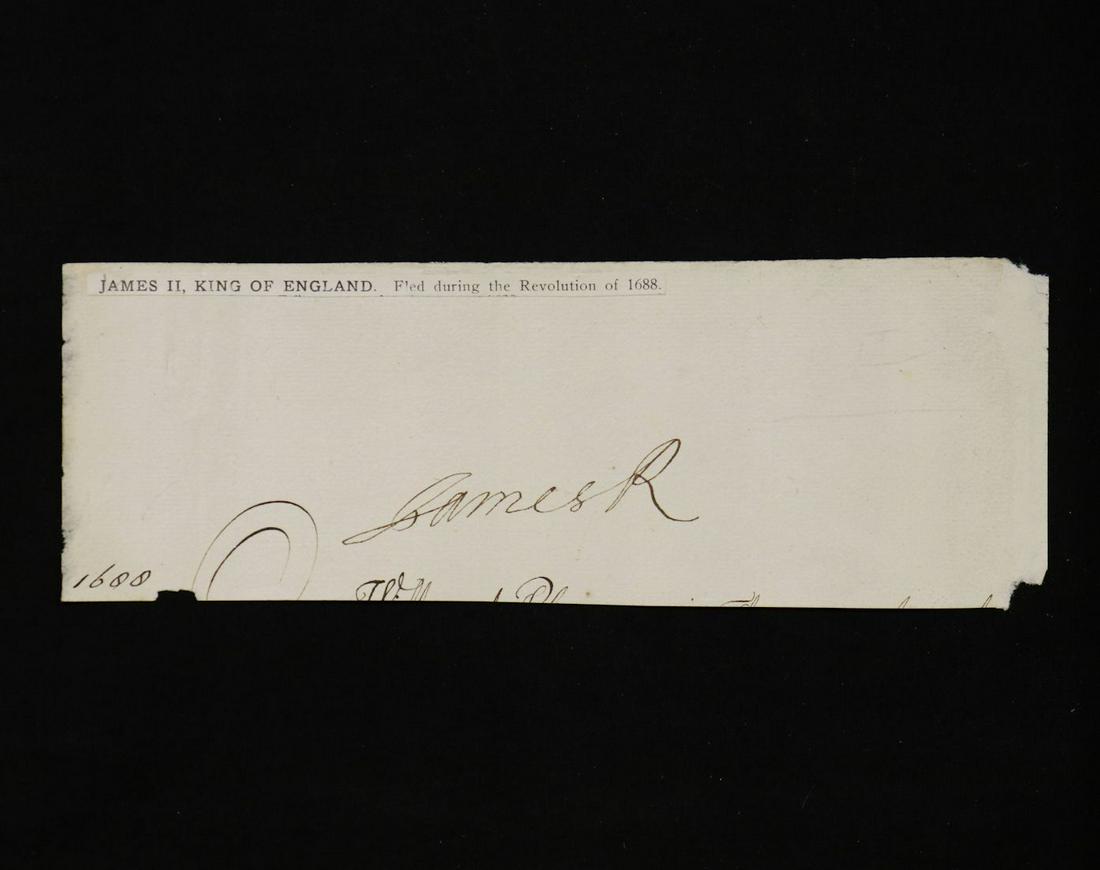 JAMES II, KING OF ENGLAND. Fled during the Revolution of 1688.
James R
1688